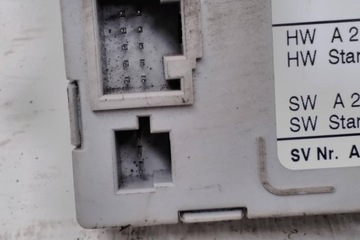 HW A 2
HW Star
SW A 2
SW Star
SV Nr. A